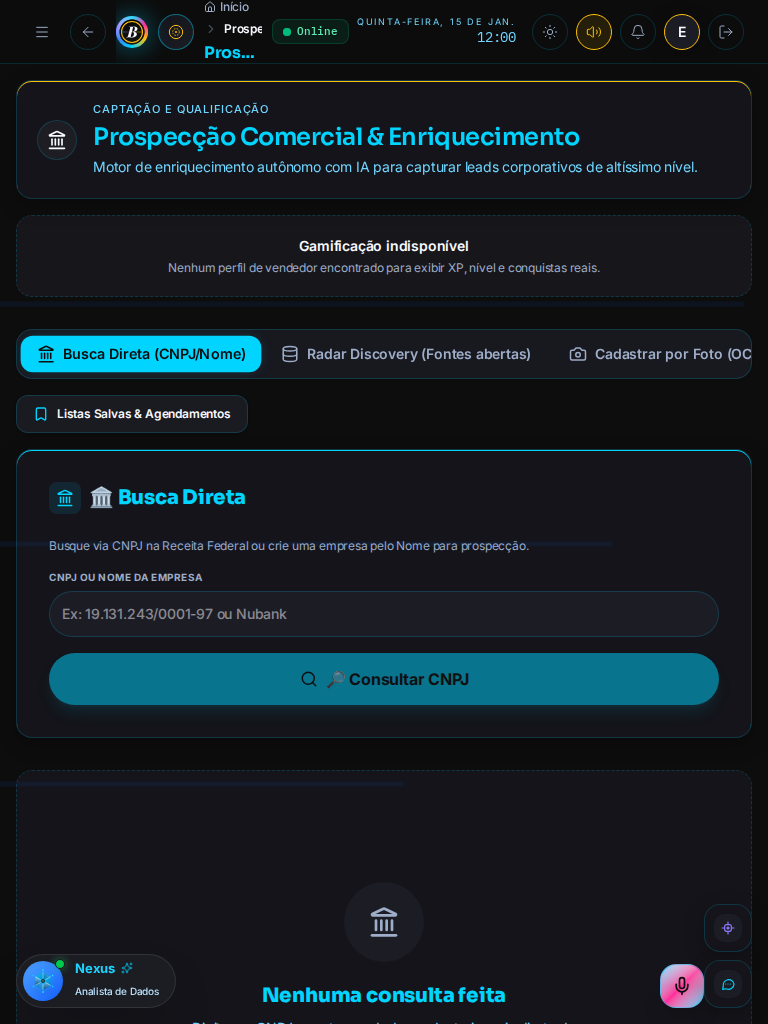 Início
Prospe
Pros...
Online
QUINTA-FEIRA, 15 DE JAN.
12:00
E
CAPTAÇÃO E QUALIFICAÇÃO
Prospecção Comercial & Enriquecimento
Motor de enriquecimento autônomo com IA para capturar leads corporativos de altíssimo nível.
Gamificação indisponível
Nenhum perfil de vendedor encontrado para exibir XP, nível e conquistas reais.
Busca Direta (CNPJ/Nome)
Radar Discovery (Fontes abertas)
Cadastrar por Foto (OC
Listas Salvas & Agendamentos
Busca Direta
Busque via CNPJ na Receita Federal ou crie uma empresa pelo Nome para prospecção.
CNPJ OU NOME DA EMPRESA
Ex: 19.131.243/0001-97 ou Nubank
Consultar CNPJ
Nenhuma consulta feita
Nexus
Analista de Dados